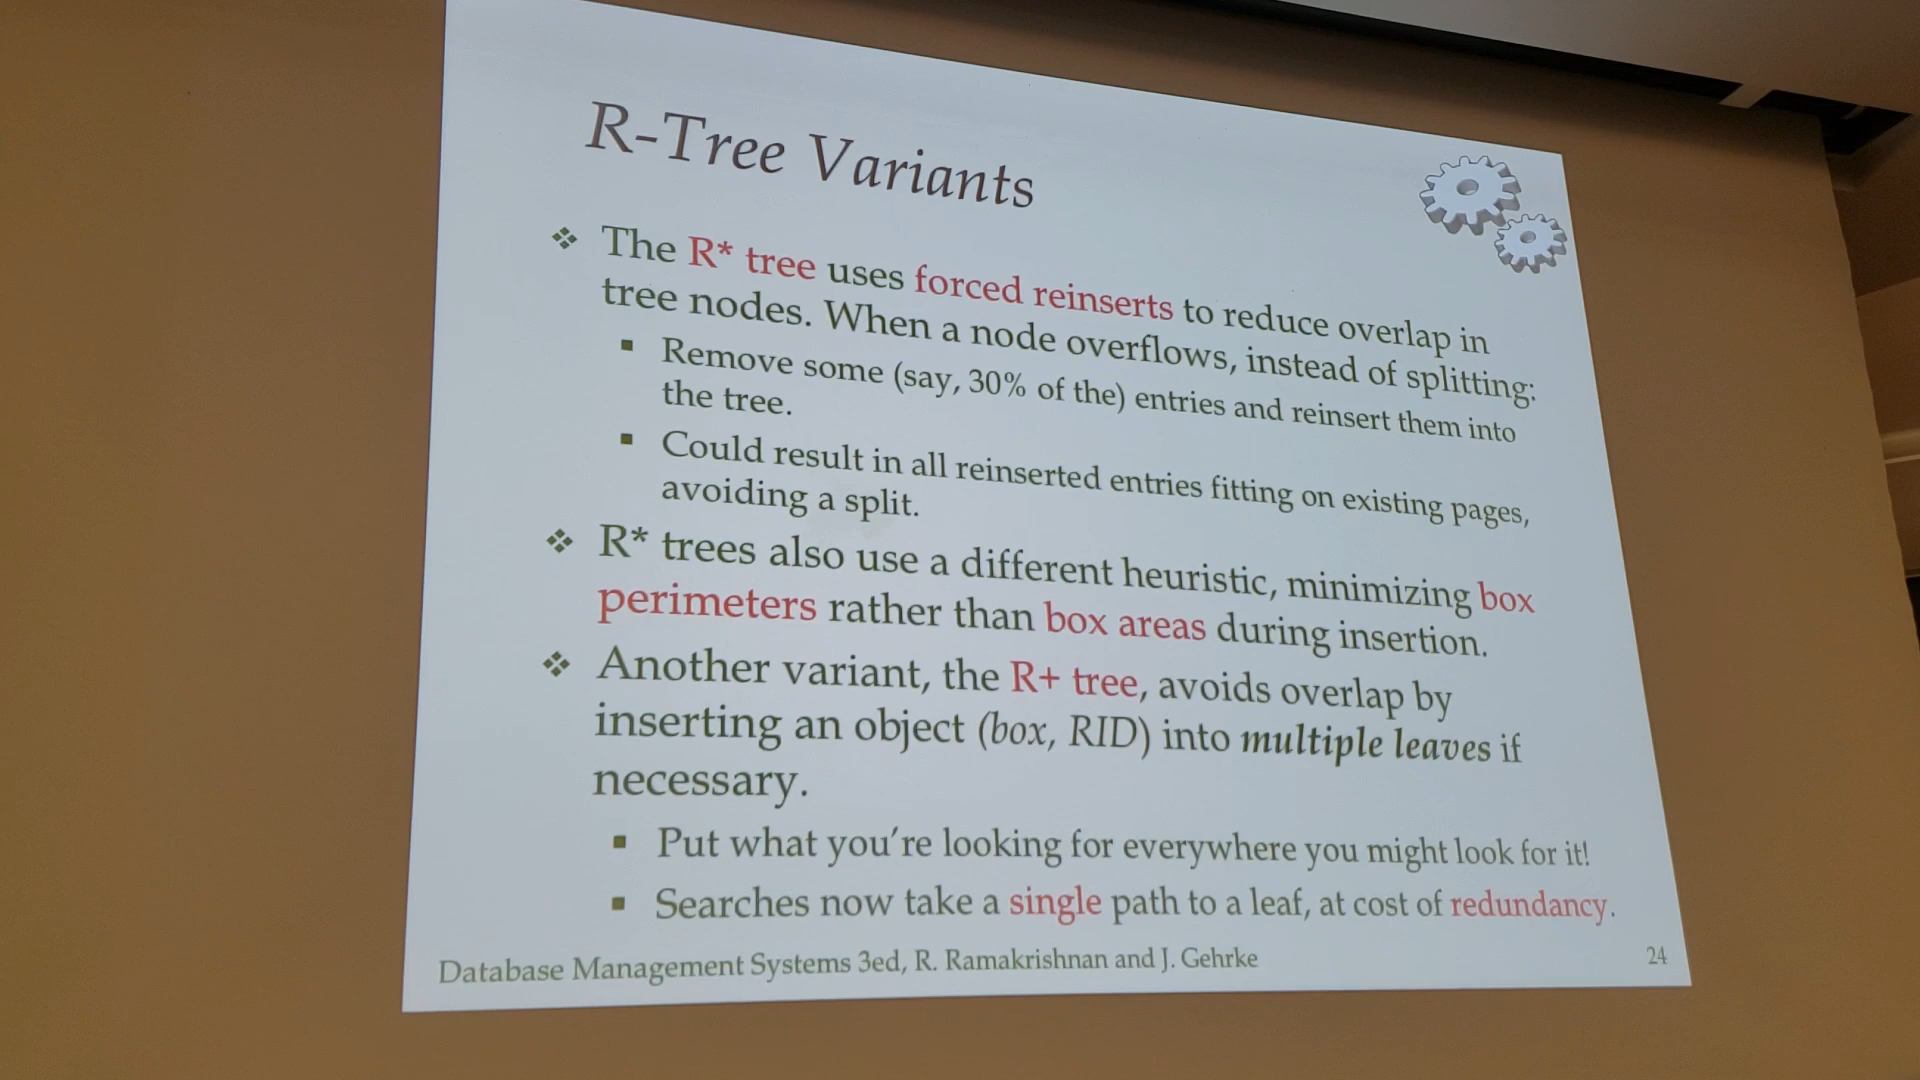 R-Tree Variants
❖ The R* tree uses forced reinserts to reduce overlap in
tree nodes. When a node overflows, instead of splitting:
▪ Remove some (say, 30% of the) entries and reinsert them into
the tree.
▪ Could result in all reinserted entries fitting on existing pages,
avoiding a split.
❖ R* trees also use a different heuristic, minimizing box
perimeters rather than box areas during insertion.
❖ Another variant, the R+ tree, avoids overlap by
inserting an object (box, RID) into multiple leaves if
necessary.
▪ Put what you're looking for everywhere you might look for it!
▪ Searches now take a single path to a leaf, at cost of redundancy.
Database Management Systems 3ed, R. Ramakrishnan and J. Gehrke
24